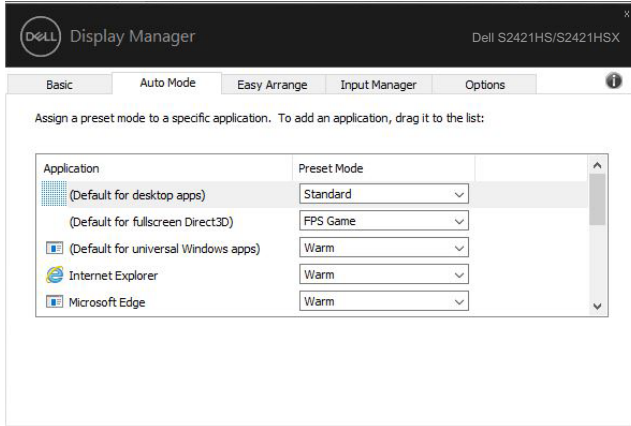 DELL Display Manager Dell S2421HS/S2421HSX
x
Basic Auto Mode Easy Arrange Input Manager Options
Assign a preset mode to a specific application. To add an application, drag it to the list:
Application Preset Mode
(Default for desktop apps) Standard
(Default for fullscreen Direct3D) FPS Game
(Default for universal Windows apps) Warm
Internet Explorer Warm
Microsoft Edge Warm